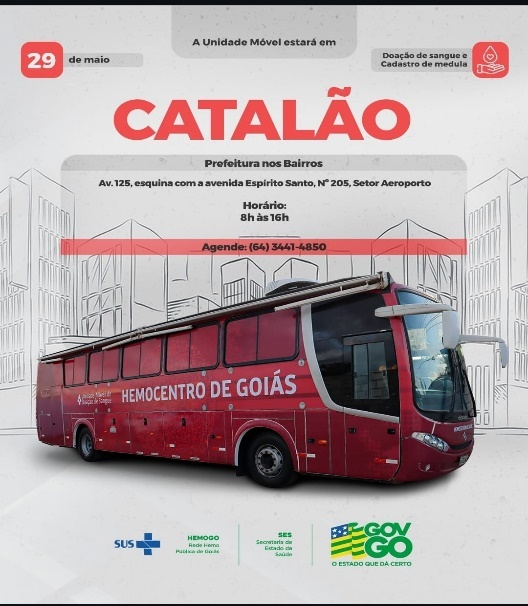 A Unidade Móvel estará em
29 de maio
Doação de sangue e
Cadastro de medula
CATALÃO
Prefeitura nos Bairros
Av. 125, esquina com a avenida Espírito Santo, Nº 205, Setor Aeroporto
Horário:
8h às 16h
Agende: (64) 3441-4850
Unidade Móvel de
HEMOCENTRO DE GOIÁS
SUS
HEMOGO
Rede Hemo
Pública de Goiás
SES
Secretaria de
Estado da
Saúde
GOV
GO
O ESTADO QUE DÁ CERTO